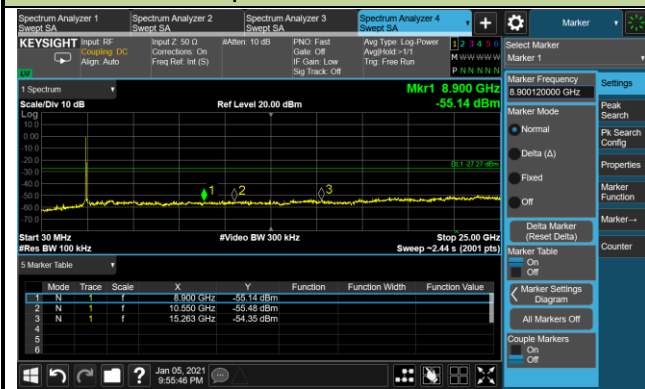 Spectrum Analyzer 1
Swept SA
Spectrum Analyzer 2
Swept SA
Spectrum Analyzer 3
Swept SA
Spectrum Analyzer 4
Swept SA
Marker
KEYSIGHT
Input: RF
Coupling: DC
Align: Auto
Input Z: 50 Ω
Corrections: On
Freq Ref: Int (S)
#Atten: 10 dB
PNO: Fast
Gate: Off
IF Gain: Low
Sig Track: Off
Avg Type: Log-Power
Avg|Hold:>1/1
Trig: Free Run
1 2 3 4 5 6
M W W W W W
P N N N N N
LV
Select Marker
Marker 1
1 Spectrum
Scale/Div 10 dB
Log
Ref Level 20.00 dBm
Mkr1 8.900 GHz
-55.14 dBm
10.0
0.00
-10.0
-20.0
-30.0
-40.0
-50.0
-60.0
-70.0
DL1 -27.27 dBm
1
2
3
Start 30 MHz
#Res BW 100 kHz
#Video BW 300 kHz
Stop 25.00 GHz
Sweep ~2.44 s (2001 pts)
5 Marker Table
Mode Trace Scale X Y Function Function Width Function Value
1 N 1 f 8.900 GHz -55.14 dBm
2 N 1 f 10.550 GHz -55.48 dBm
3 N 1 f 15.263 GHz -54.35 dBm
4
5
6
Marker Frequency
8.900120000 GHz
Marker Mode
Normal
Delta (Δ)
Fixed
Off
Delta Marker
(Reset Delta)
Marker Table
On
Off
Marker Settings
Diagram
All Markers Off
Couple Markers
On
Off
Settings
Peak
Search
Pk Search
Config
Properties
Marker
Function
Marker→
Counter
?
Jan 05, 2021
9:55:46 PM